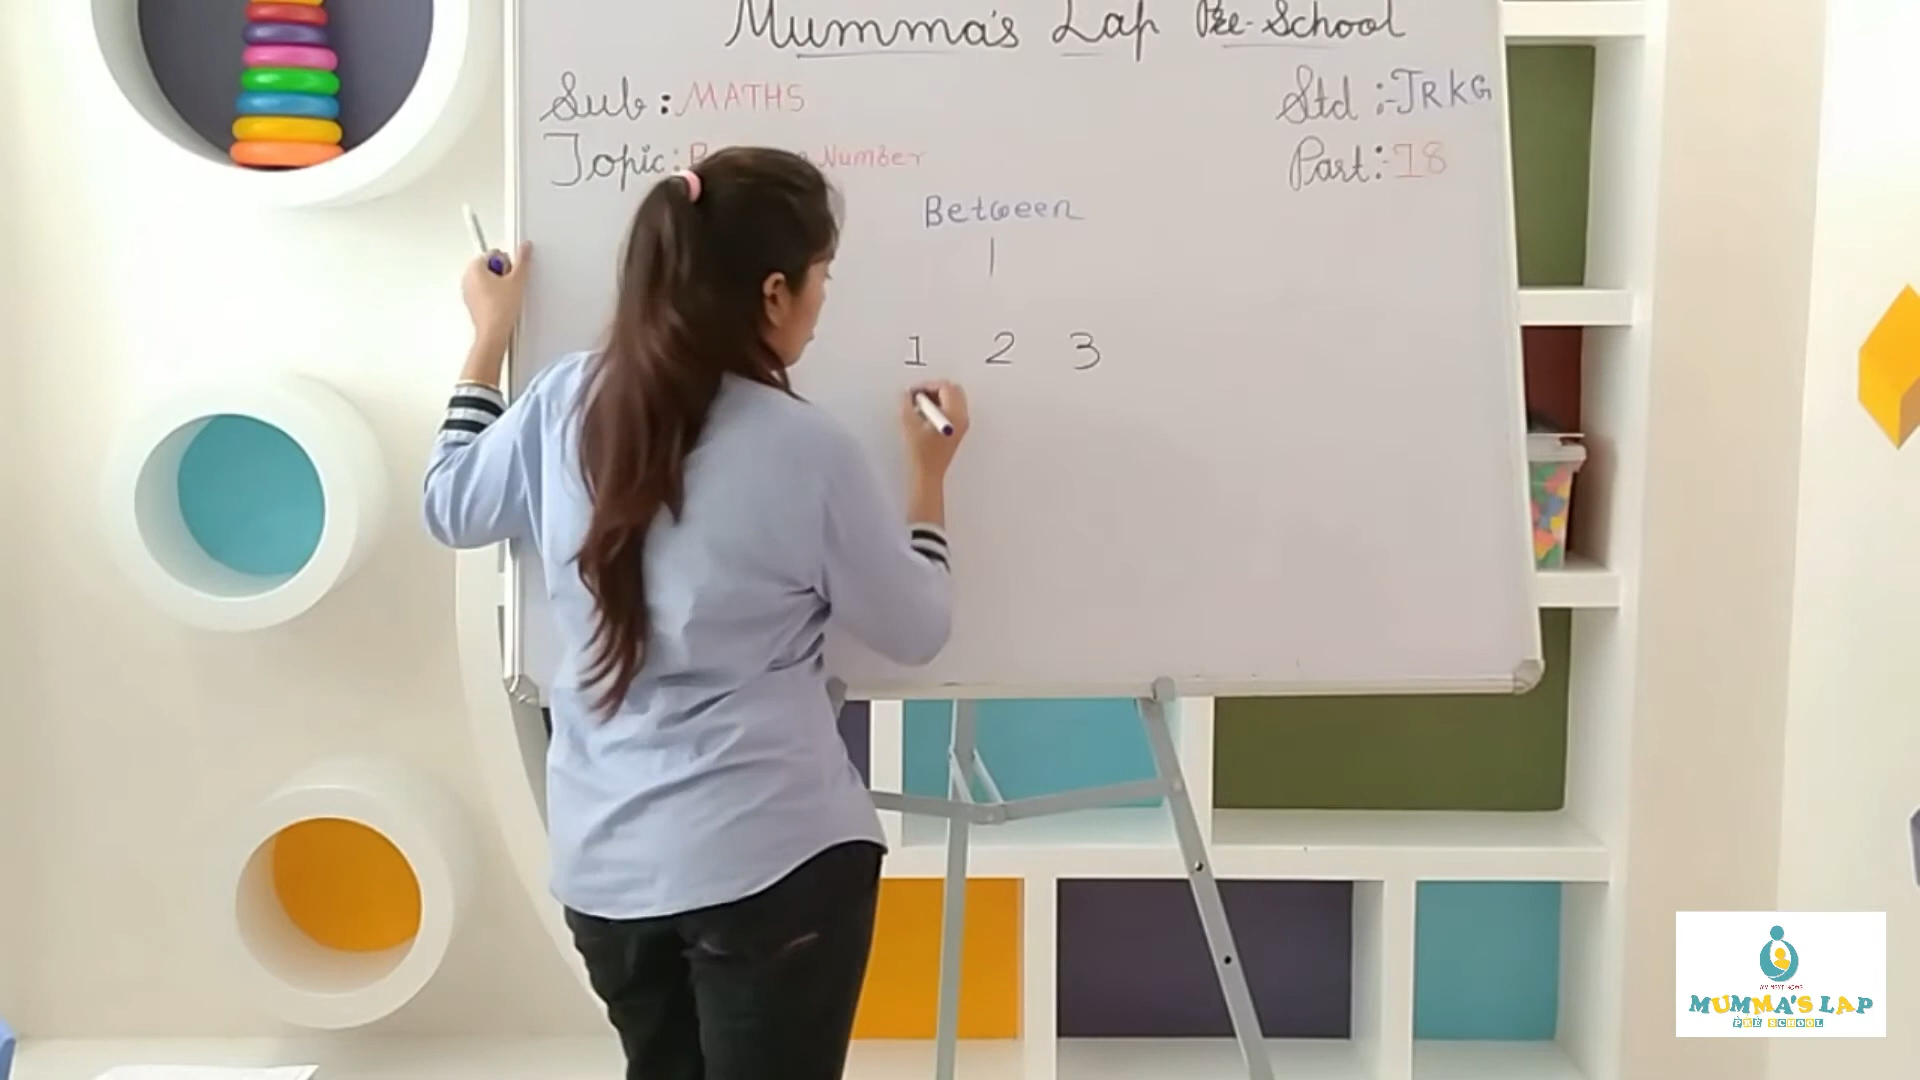 Mumma's Lap Pre-School
Sub: MATHS
Std :- JRKG
Topic: Number
Part:- 18
Between
1 2 3
MUMMA'S LAP
PRE SCHOOL